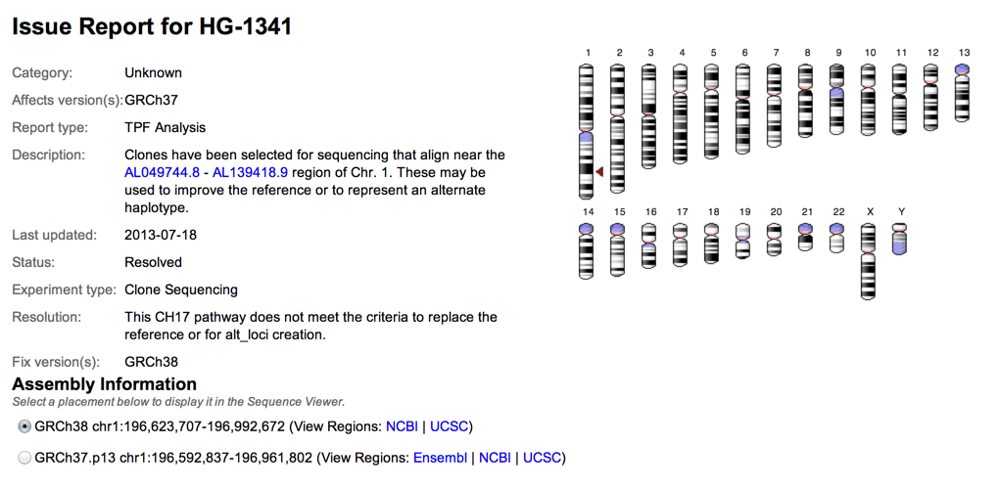 Issue Report for HG-1341
Category: Unknown
Affects version(s): GRCh37
Report type: TPF Analysis
Description: Clones have been selected for sequencing that align near the
AL049744.8 - AL139418.9 region of Chr. 1. These may be
used to improve the reference or to represent an alternate
haplotype.
Last updated: 2013-07-18
Status: Resolved
Experiment type: Clone Sequencing
Resolution: This CH17 pathway does not meet the criteria to replace the
reference or for alt_loci creation.
Fix version(s): GRCh38
1 2 3 4 5 6 7 8 9 10 11 12 13
14 15 16 17 18 19 20 21 22 X Y
Assembly Information
Select a placement below to display it in the Sequence Viewer.
GRCh38 chr1:196,623,707-196,992,672 (View Regions: NCBI | UCSC)
GRCh37.p13 chr1:196,592,837-196,961,802 (View Regions: Ensembl | NCBI | UCSC)